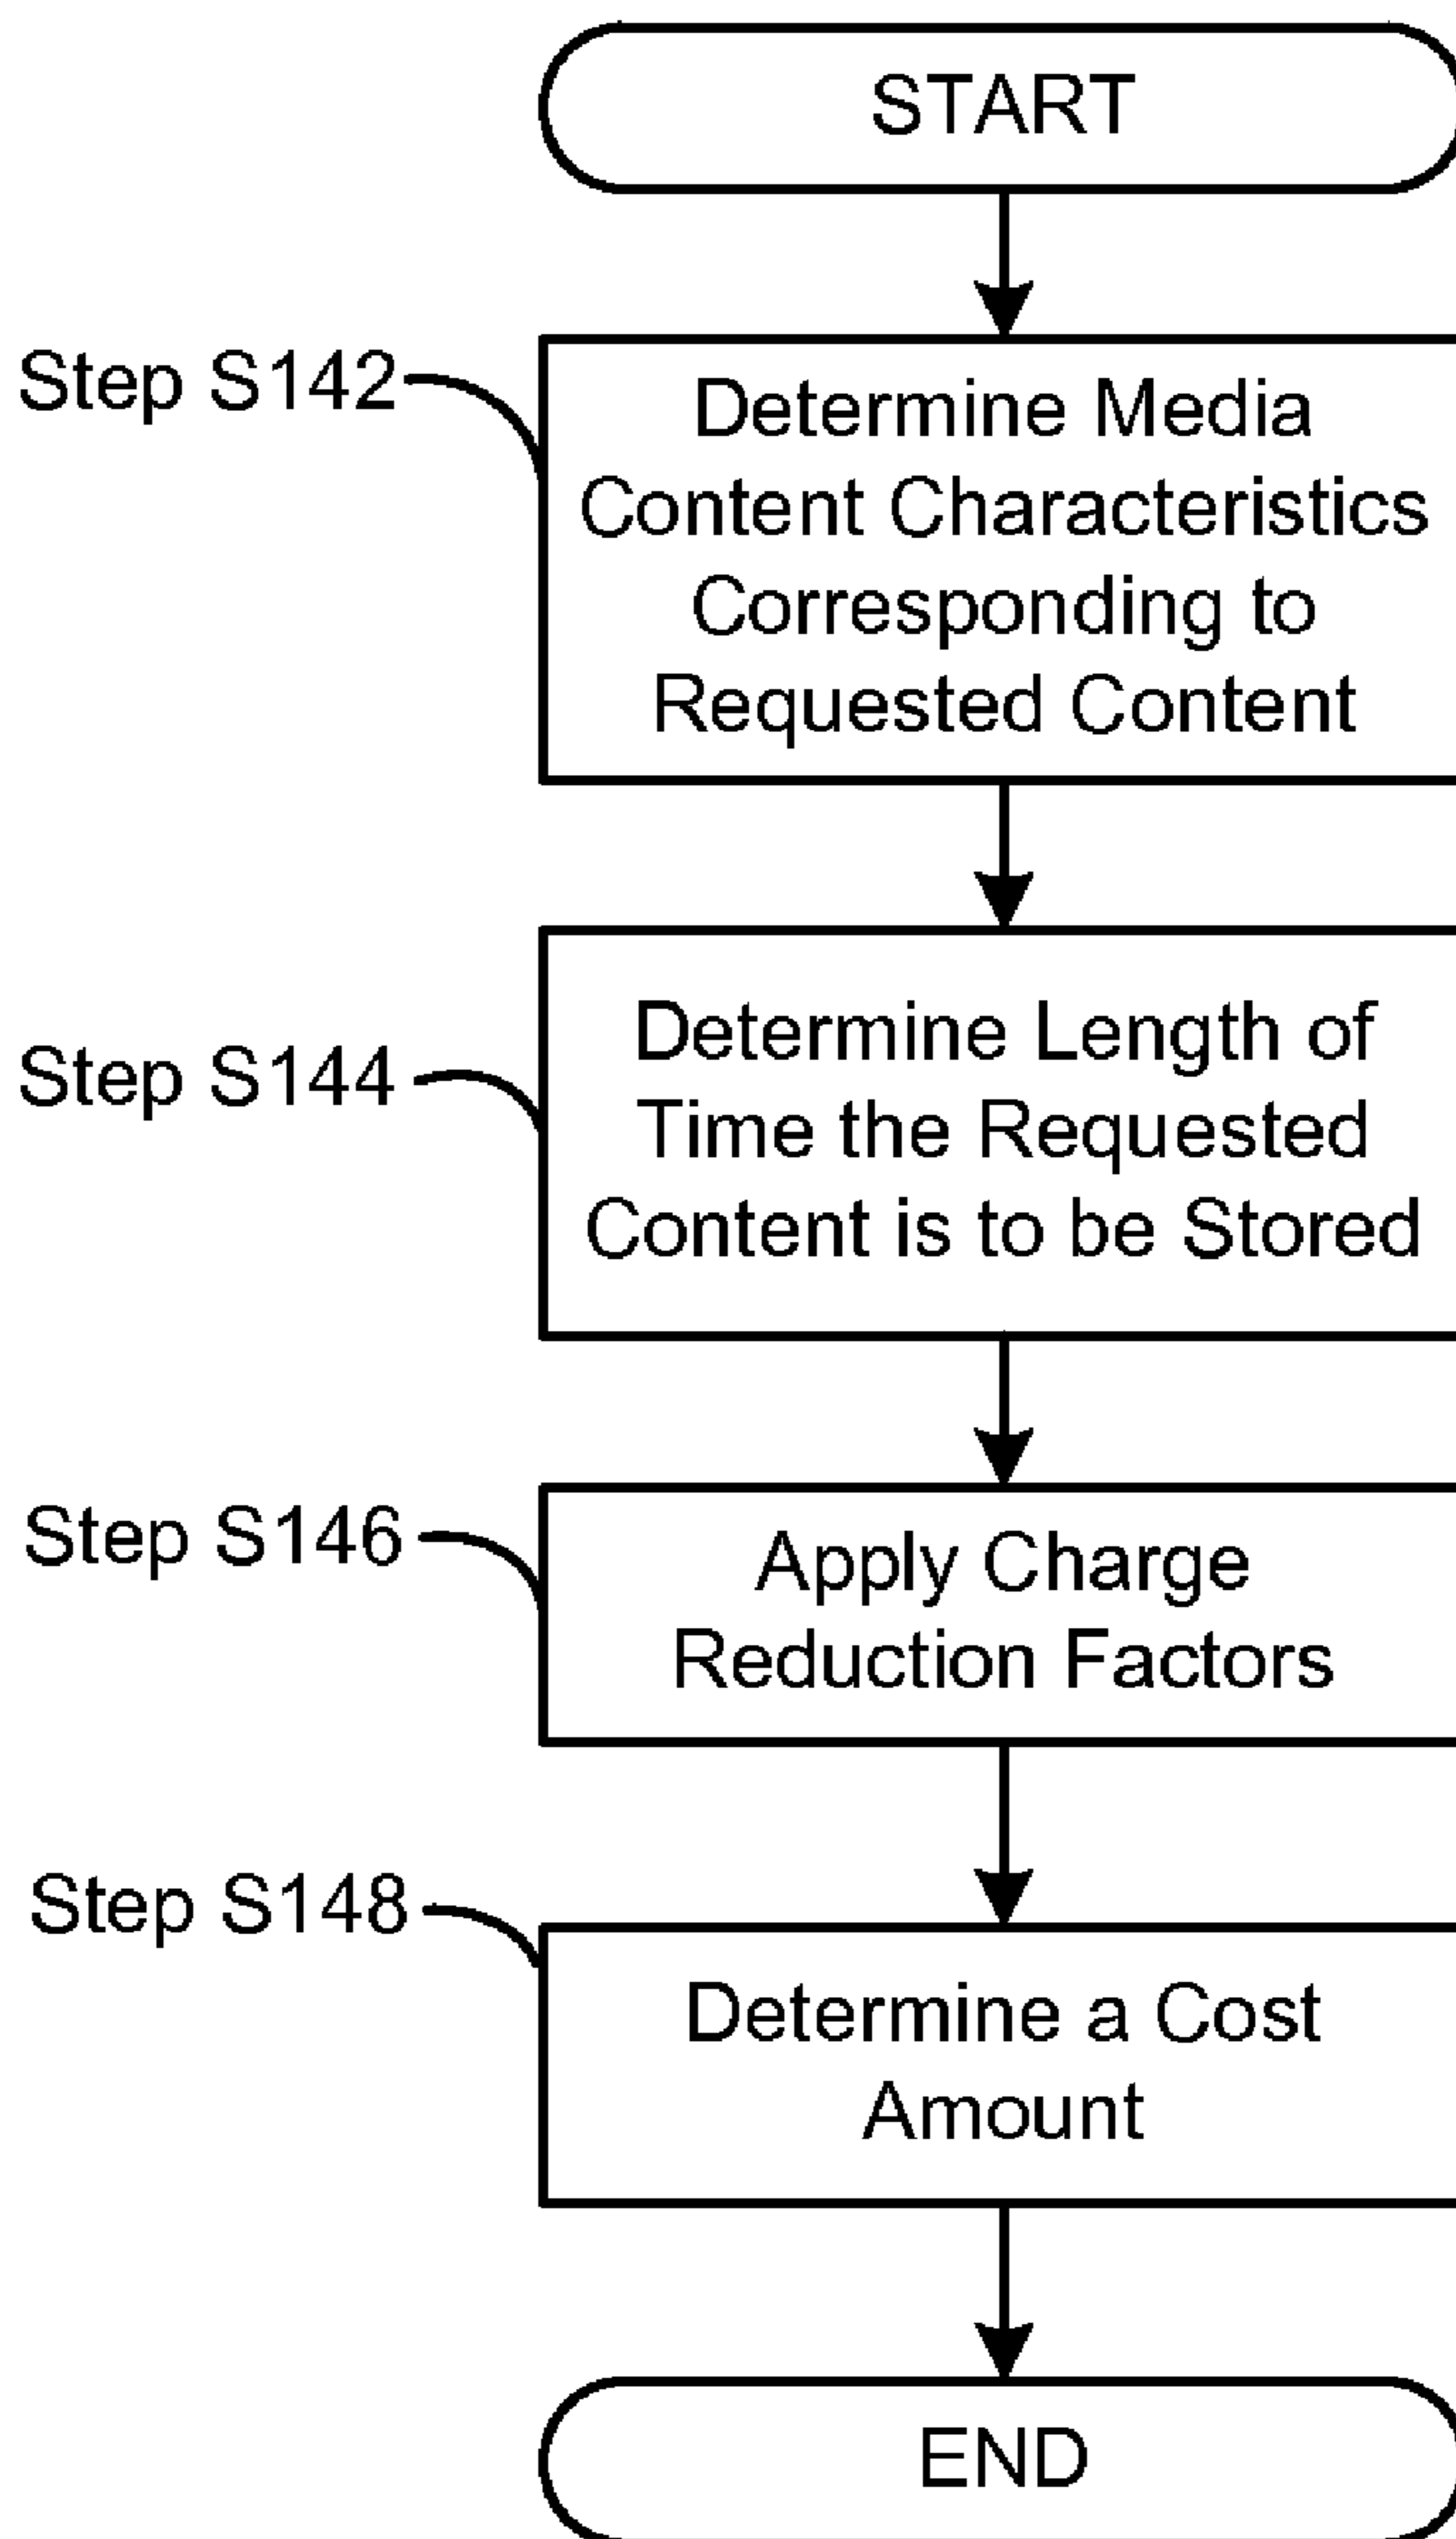 START
Step S142
Determine Media
Content Characteristics
Corresponding to
Requested Content
Step S144
Determine Length of
Time the Requested
Content is to be Stored
Step S146
Apply Charge
Reduction Factors
Step S148
Determine a Cost
Amount
END